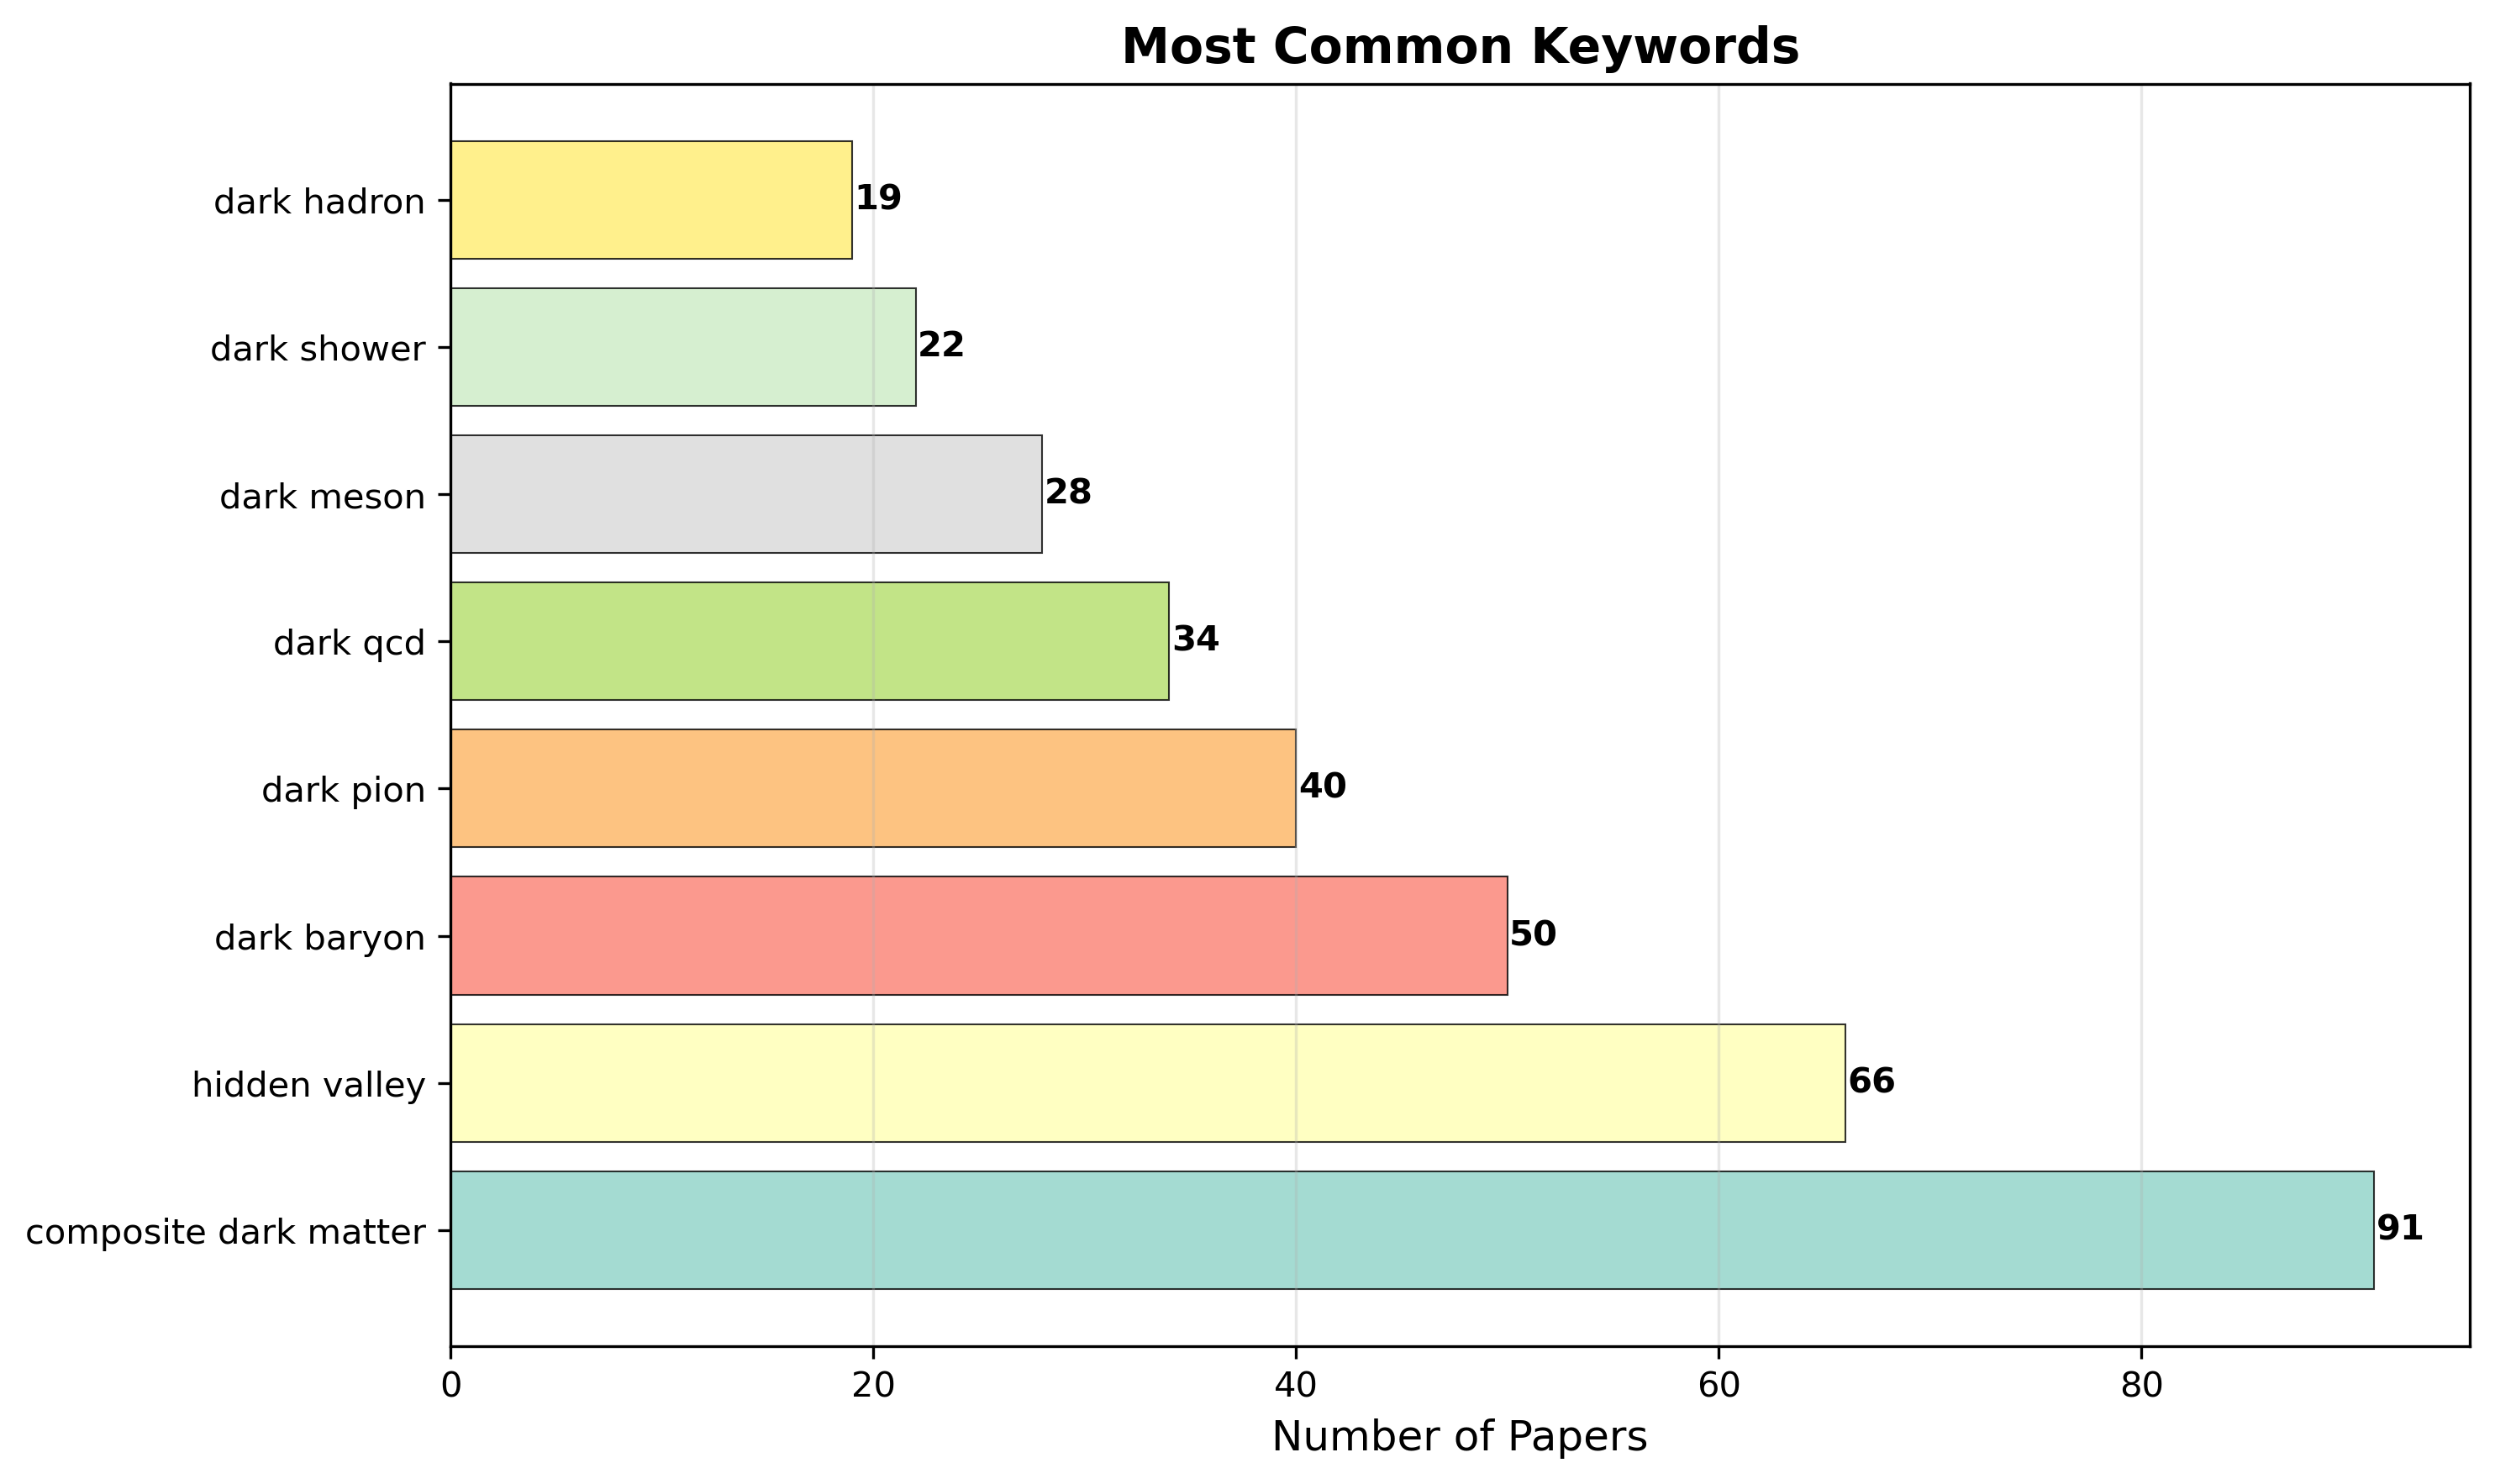 Most Common Keywords
dark hadron 19
dark shower 22
dark meson 28
dark qcd 34
dark pion 40
dark baryon 50
hidden valley 66
composite dark matter 91
0 20 40 60 80
Number of Papers